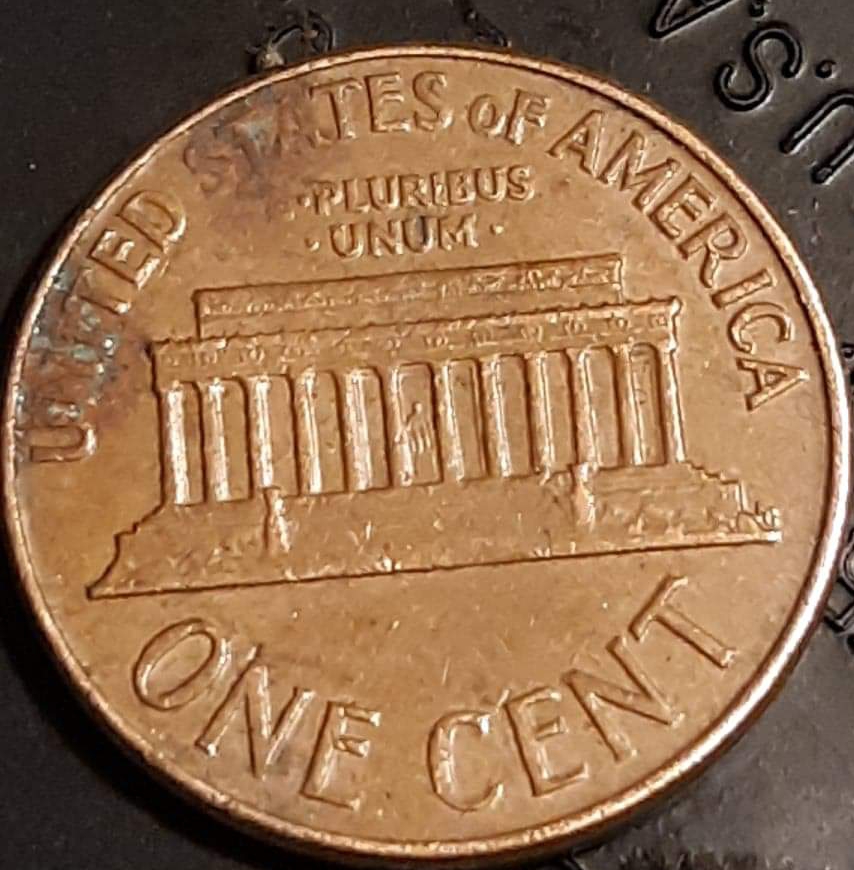 UNITED STATES OF AMERICA
·PLURIBUS
·UNUM·
ONE CENT
U.S.A